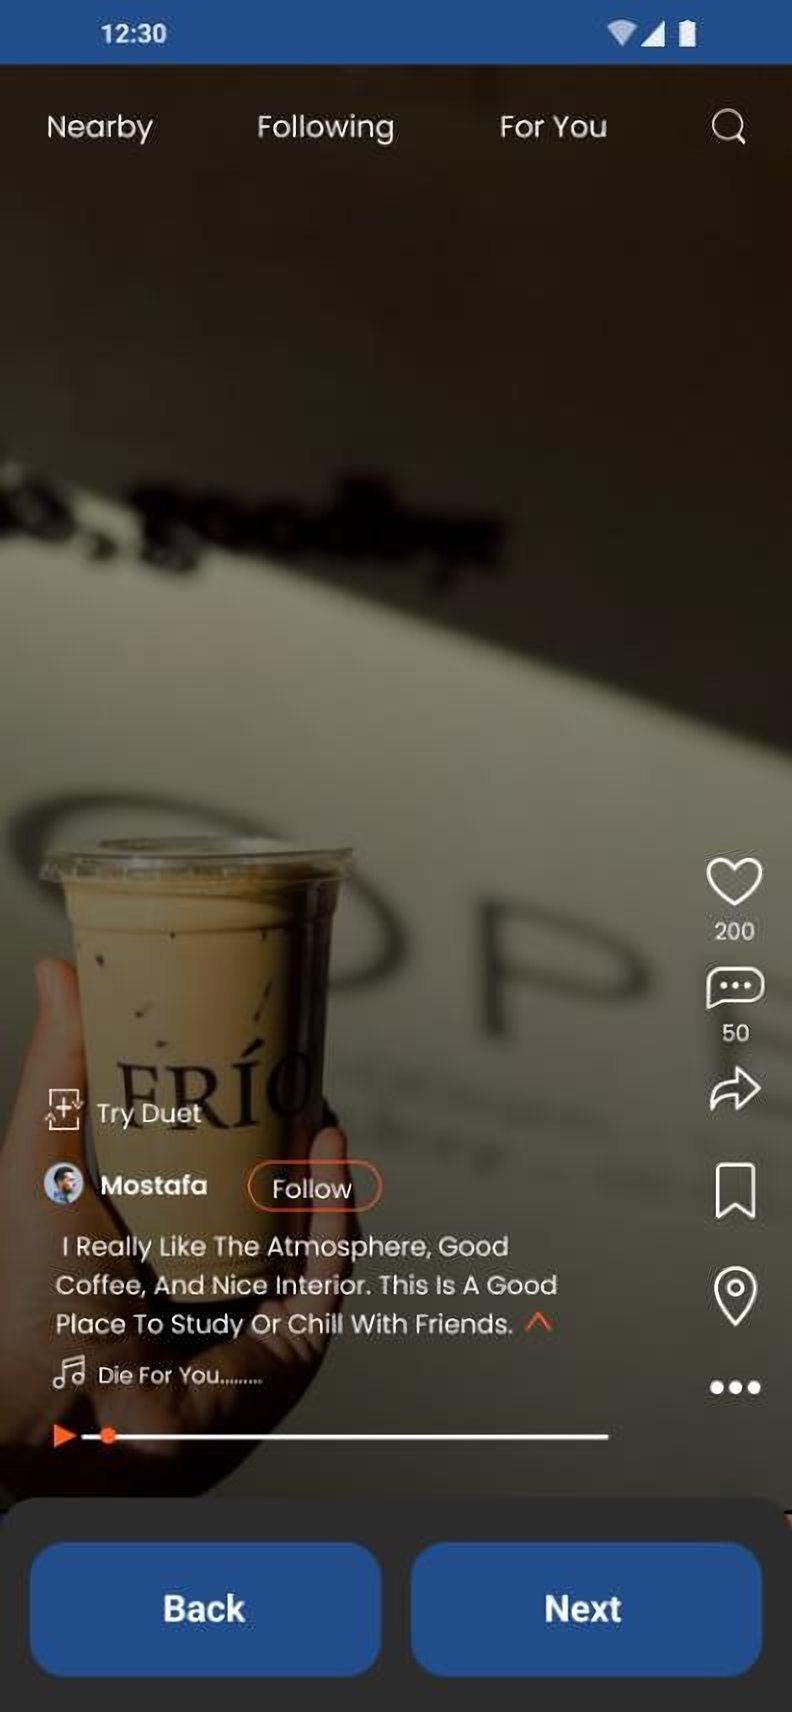 12:30
Nearby Following For You
O P
FRÍO
200
50
Try Duet
Mostafa Follow
I Really Like The Atmosphere, Good
Coffee, And Nice Interior. This Is A Good
Place To Study Or Chill With Friends.
Die For You.........
Back Next